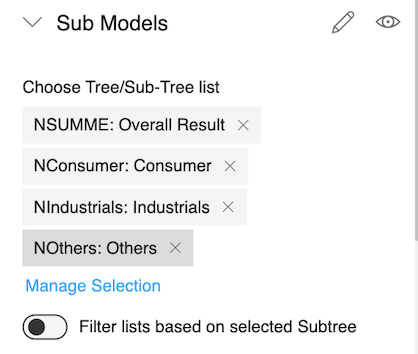 Sub Models
Choose Tree/Sub-Tree list
NSUMME: Overall Result
NConsumer: Consumer
NIndustrials: Industrials
NOthers: Others
Manage Selection
Filter lists based on selected Subtree